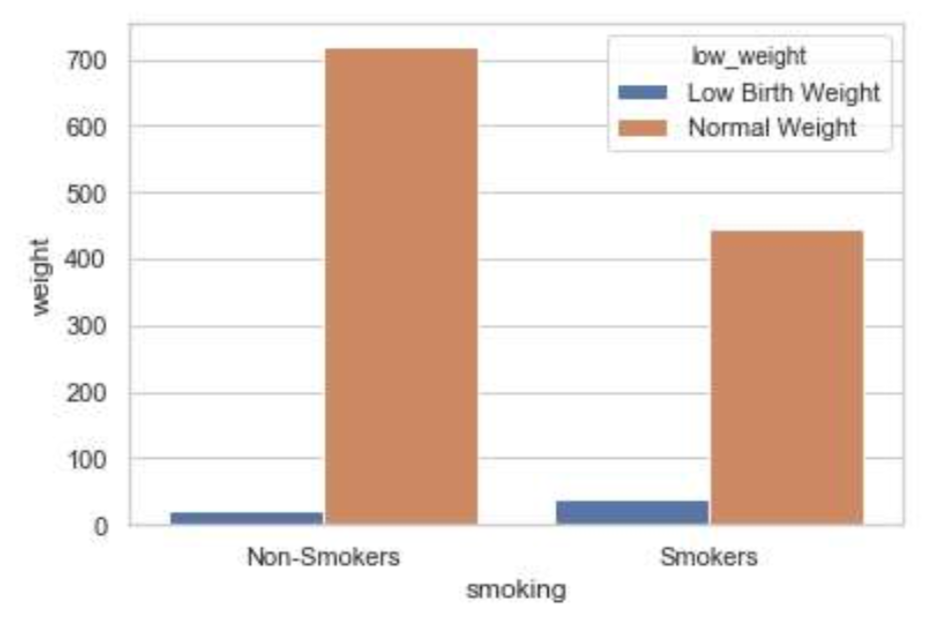 700
600
500
400
300
200
100
0
weight
low_weight
Low Birth Weight
Normal Weight
Non-Smokers
Smokers
smoking